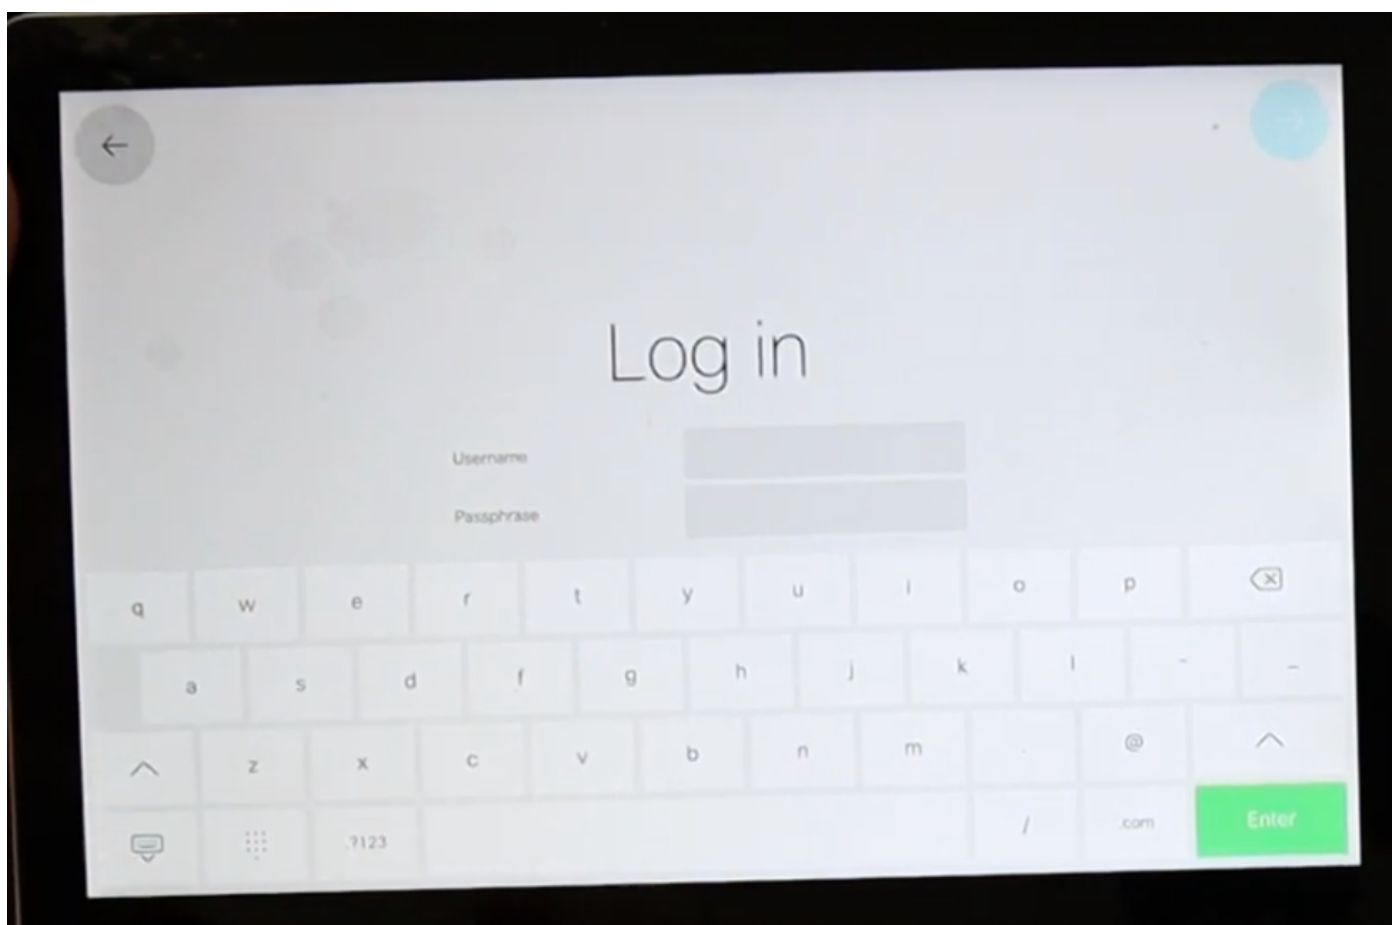 Log in
Username
Passphrase
q w e r t y u i o p
a s d f g h j k l - _
z x c v b n m . @
.?123 / .com Enter